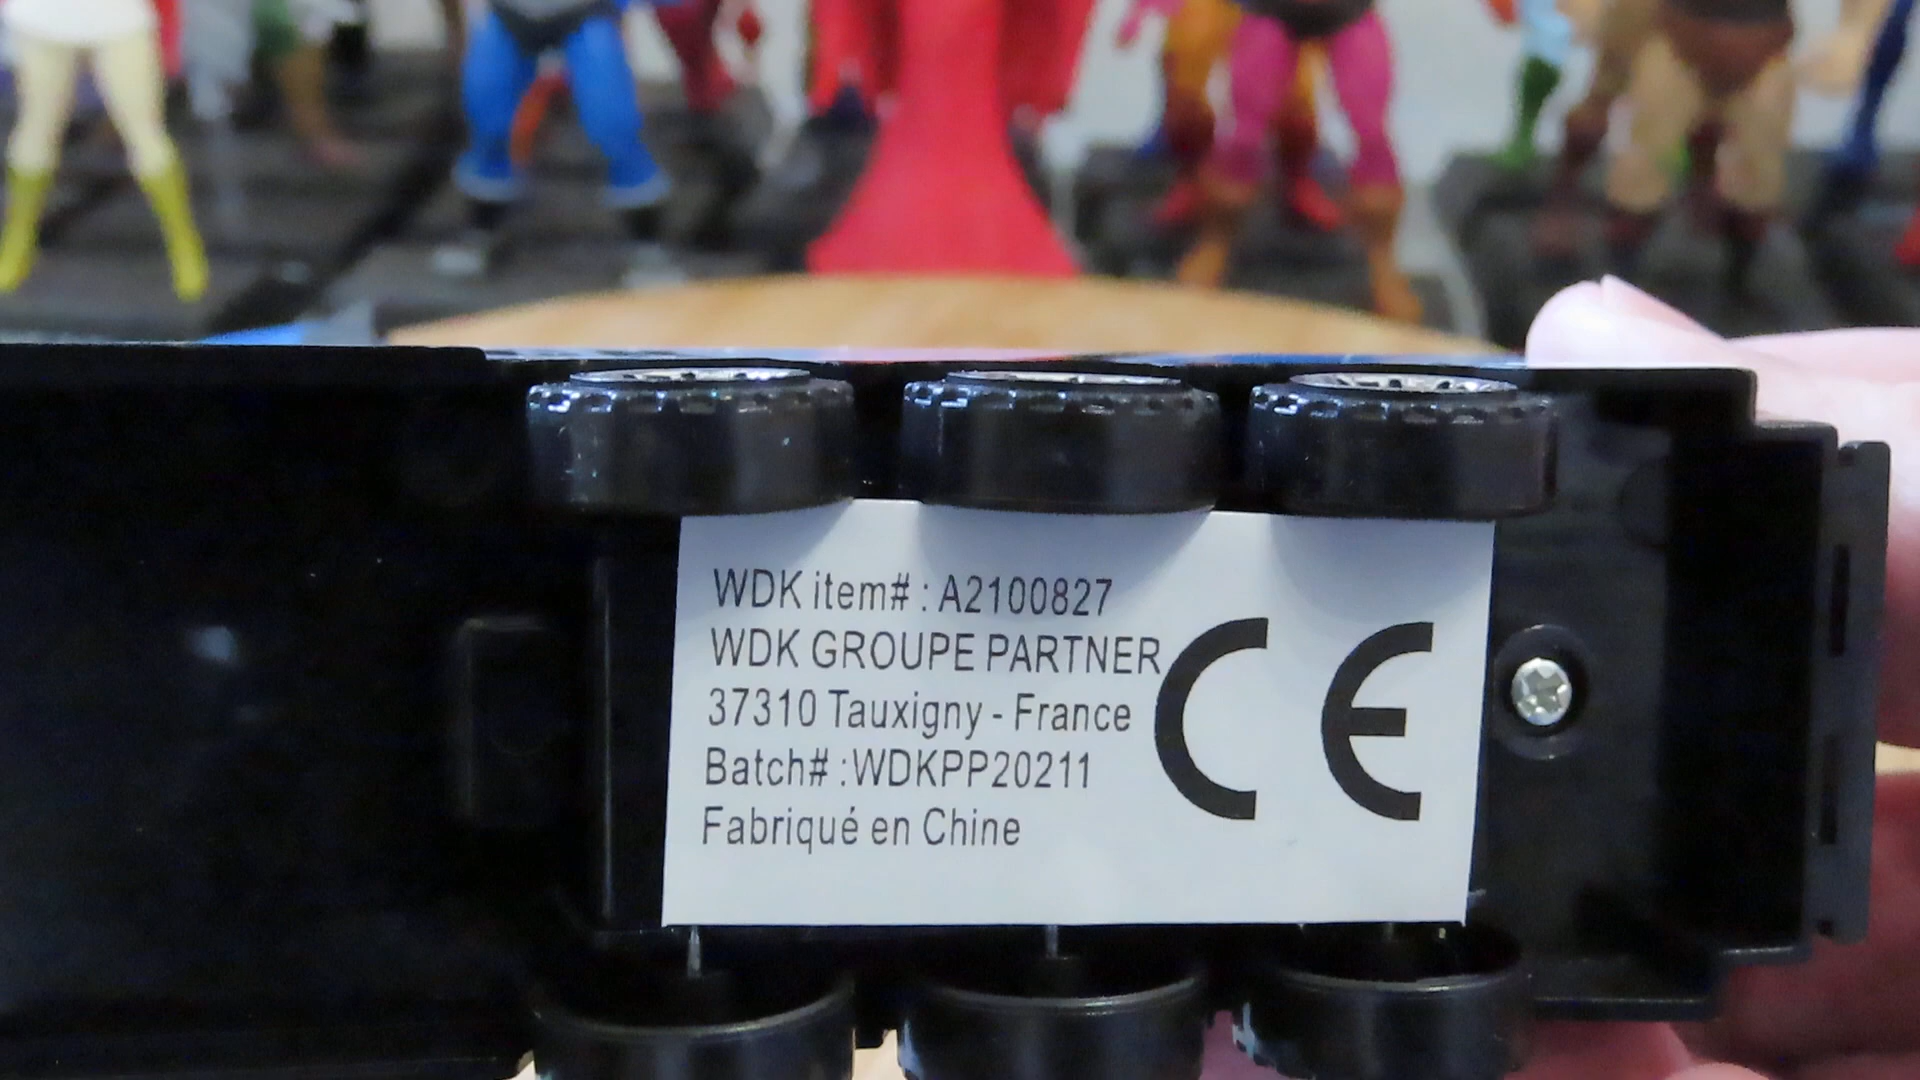 WDK item# : A2100827
WDK GROUPE PARTNER
37310 Tauxigny - France
Batch# :WDKPP20211
Fabriqué en Chine
CE